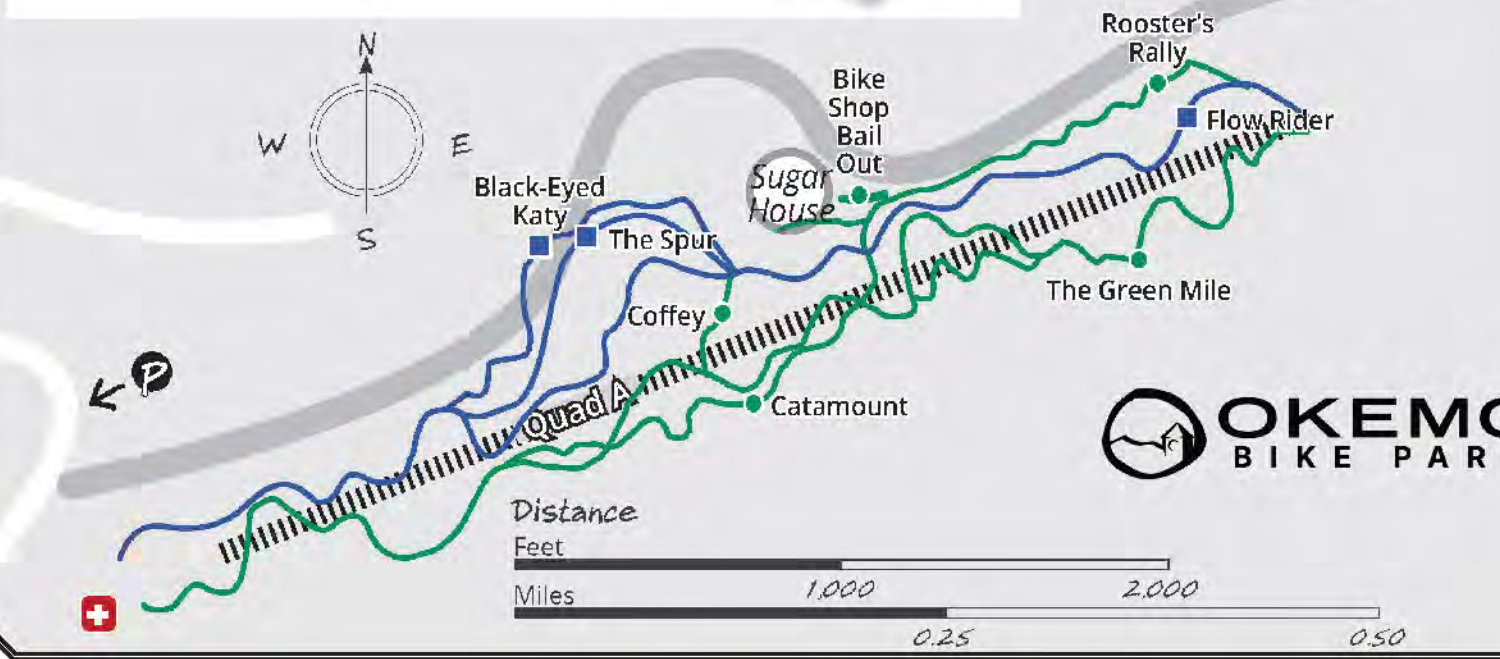 N
W
E
S
Rooster's
Rally
Bike
Shop
Bail
Out
Flow Rider
Sugar
House
Black-Eyed
Katy
The Spur
The Green Mile
Coffey
P
Quad A
Catamount
OKEMO
BIKE PAR
Distance
Feet
1,000 2,000
Miles
0.25 0.50